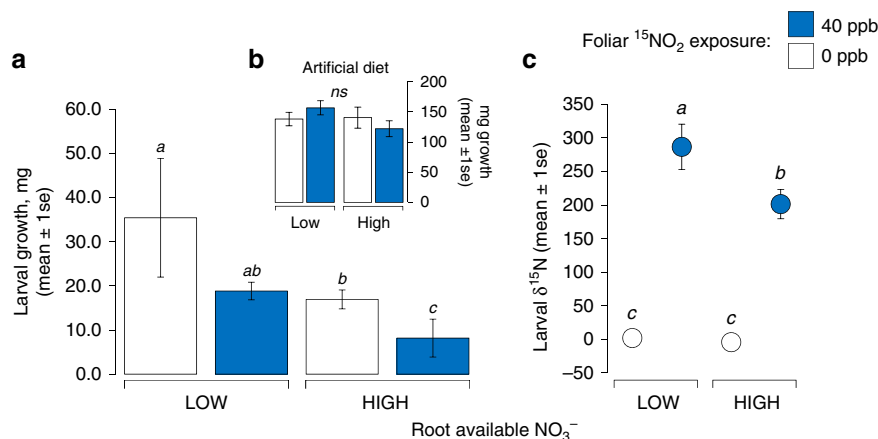 Foliar ¹⁵NO₂ exposure:
40 ppb
0 ppb
a
Larval growth, mg
(mean ± 1se)
60.0
50.0
40.0
30.0
20.0
10.0
0.0
a
ab
b
c
LOW
HIGH
b
Artificial diet
ns
200
150
100
50
0
mg growth
(mean ±1se)
Low
High
c
Larval δ¹⁵N (mean ± 1se)
350
300
250
200
150
100
50
0
−50
a
b
c
c
LOW
HIGH
Root available NO₃⁻